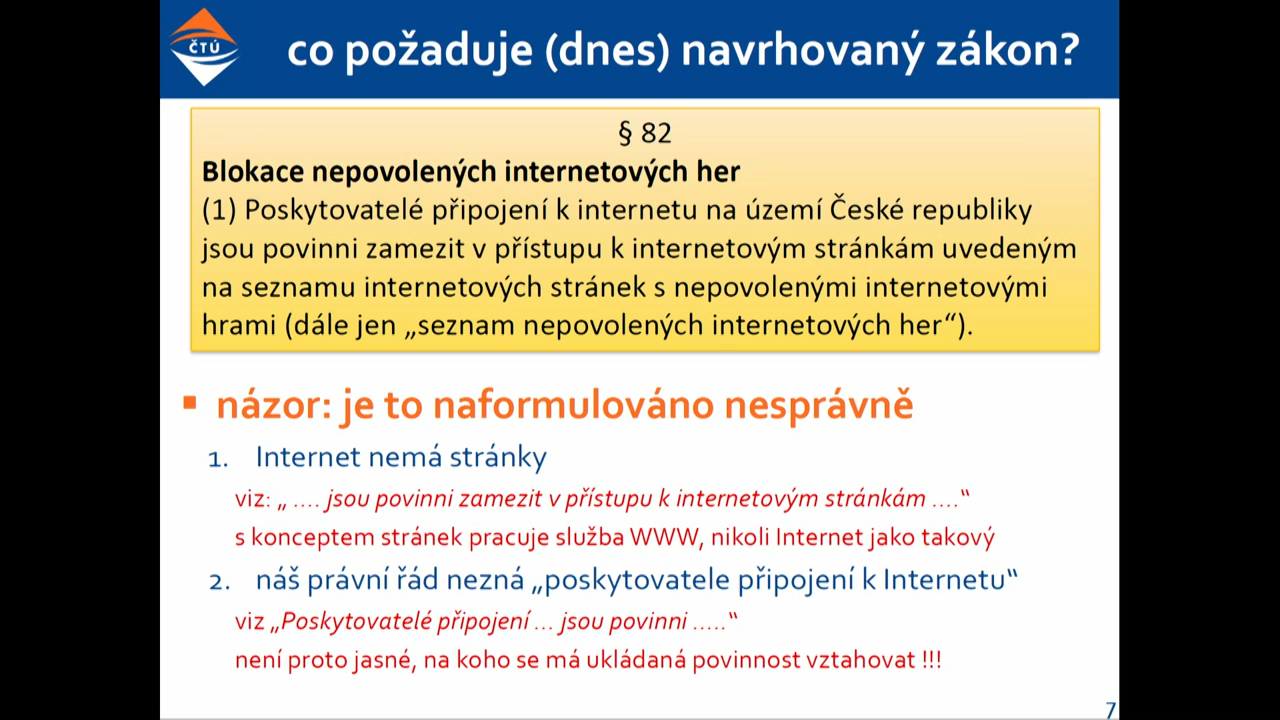 ČTÚ
co požaduje (dnes) navrhovaný zákon?
§ 82
Blokace nepovolených internetových her
(1) Poskytovatelé připojení k internetu na území České republiky
jsou povinni zamezit v přístupu k internetovým stránkám uvedeným
na seznamu internetových stránek s nepovolenými internetovými
hrami (dále jen „seznam nepovolených internetových her“).
▪ názor: je to naformulováno nesprávně
1. Internet nemá stránky
viz: „ .... jsou povinni zamezit v přístupu k internetovým stránkám ....“
s konceptem stránek pracuje služba WWW, nikoli Internet jako takový
2. náš právní řád nezná „poskytovatele připojení k Internetu“
viz „Poskytovatelé připojení ... jsou povinni .....“
není proto jasné, na koho se má ukládaná povinnost vztahovat !!!
7